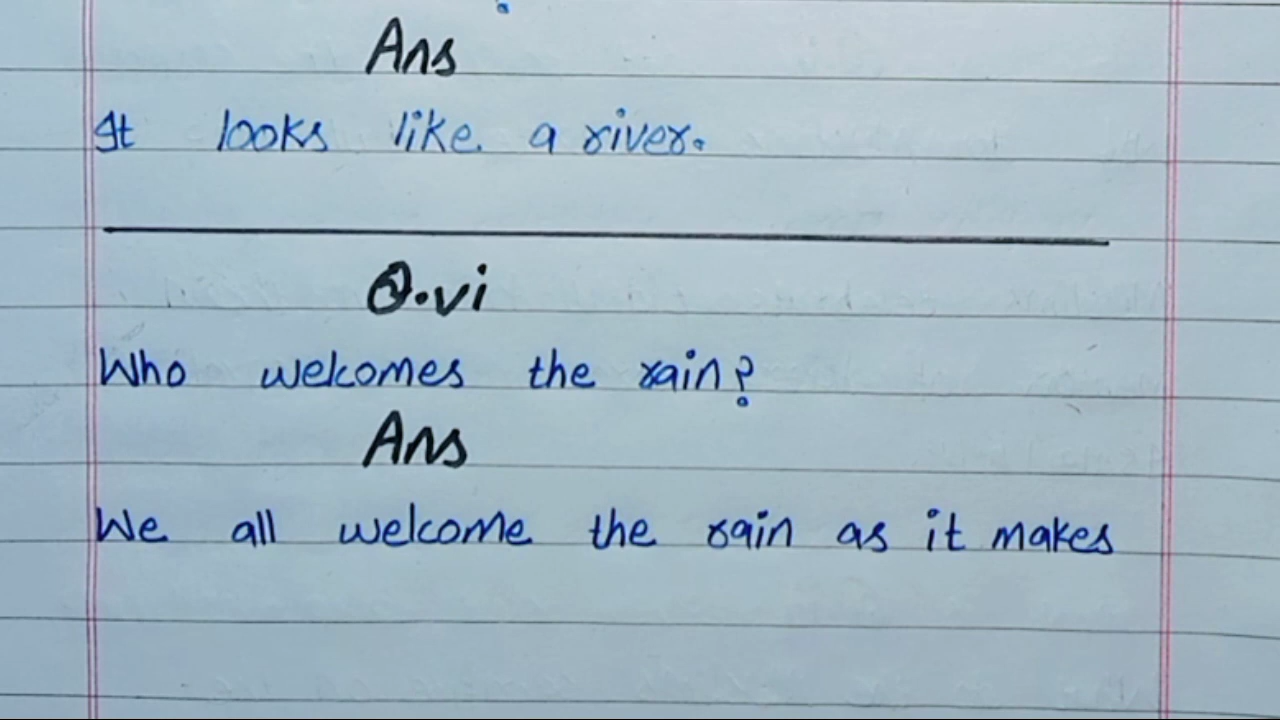 Ans
It looks like a river.
Q.vi
Who welcomes the rain?
Ans
We all welcome the rain as it makes